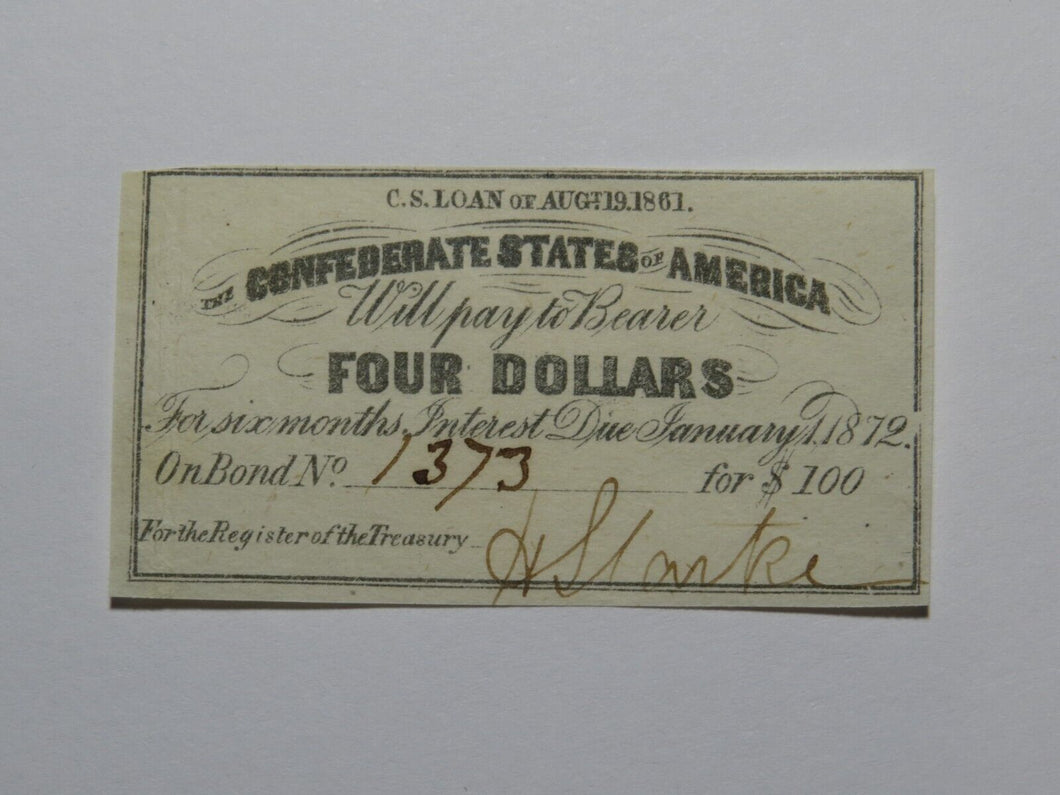 C.S. LOAN OF AUGT. 19. 1861.
THE CONFEDERATE STATES OF AMERICA
Will pay to Bearer
FOUR DOLLARS
For six months Interest Due January 1, 1872.
On Bond No. 1373 for $ 100
For the Register of the Treasury